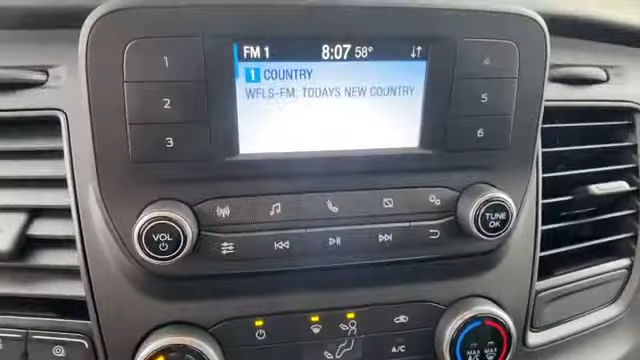 FM 1 8:07 58°
1 COUNTRY
WFLS-FM, TODAYS NEW COUNTRY
1 4
2 5
3 6
VOL
TUNE
OK
A/C
MAX
A/C
MAX